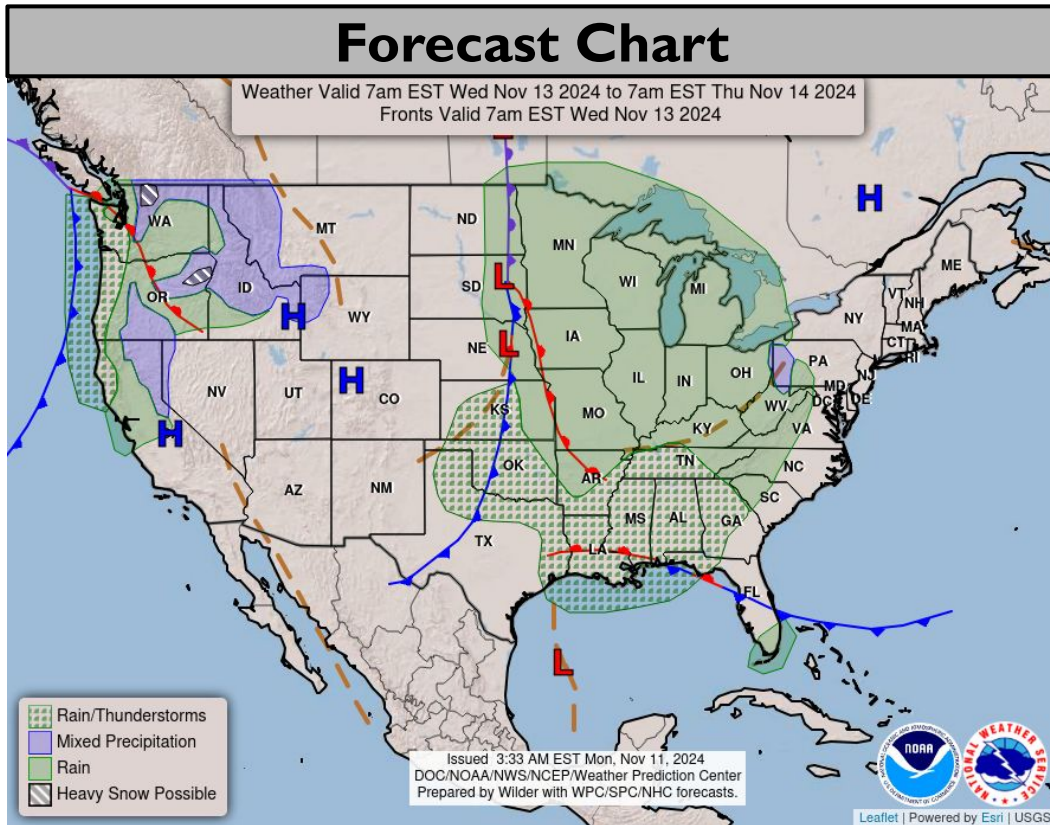 Forecast Chart
Weather Valid 7am EST Wed Nov 13 2024 to 7am EST Thu Nov 14 2024
Fronts Valid 7am EST Wed Nov 13 2024
H
WA
MT
ND
MN
ME
OR
ID
H
WY
SD
L
WI
MI
VT
NH
NY
MA
CT
RI
NE
L
IA
PA
NJ
H
NV
UT
H
CO
KS
IL
IN
OH
MD
DE
DC
WV
VA
MO
KY
AZ
NM
OK
AR
TN
NC
SC
TX
MS
AL
GA
LA
FL
L
Rain/Thunderstorms
Mixed Precipitation
Rain
Heavy Snow Possible
Issued 3:33 AM EST Mon, Nov 11, 2024
DOC/NOAA/NWS/NCEP/Weather Prediction Center
Prepared by Wilder with WPC/SPC/NHC forecasts.
NOAA
NATIONAL WEATHER SERVICE
Leaflet | Powered by Esri | USGS